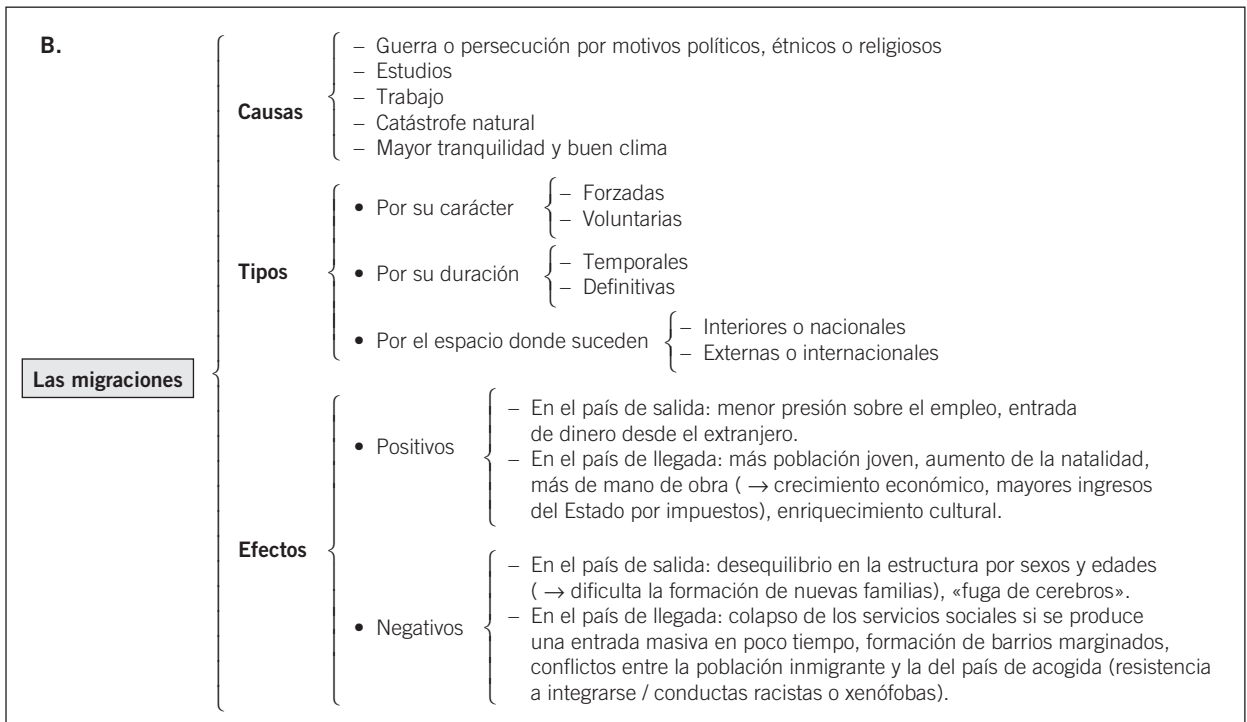 B.
Las migraciones
Causas
– Guerra o persecución por motivos políticos, étnicos o religiosos
– Estudios
– Trabajo
– Catástrofe natural
– Mayor tranquilidad y buen clima
Tipos
• Por su carácter
– Forzadas
– Voluntarias
• Por su duración
– Temporales
– Definitivas
• Por el espacio donde suceden
– Interiores o nacionales
– Externas o internacionales
Efectos
• Positivos
– En el país de salida: menor presión sobre el empleo, entrada
de dinero desde el extranjero.
– En el país de llegada: más población joven, aumento de la natalidad,
más de mano de obra ( → crecimiento económico, mayores ingresos
del Estado por impuestos), enriquecimiento cultural.
• Negativos
– En el país de salida: desequilibrio en la estructura por sexos y edades
( → dificulta la formación de nuevas familias), «fuga de cerebros».
– En el país de llegada: colapso de los servicios sociales si se produce
una entrada masiva en poco tiempo, formación de barrios marginados,
conflictos entre la población inmigrante y la del país de acogida (resistencia
a integrarse / conductas racistas o xenófobas).